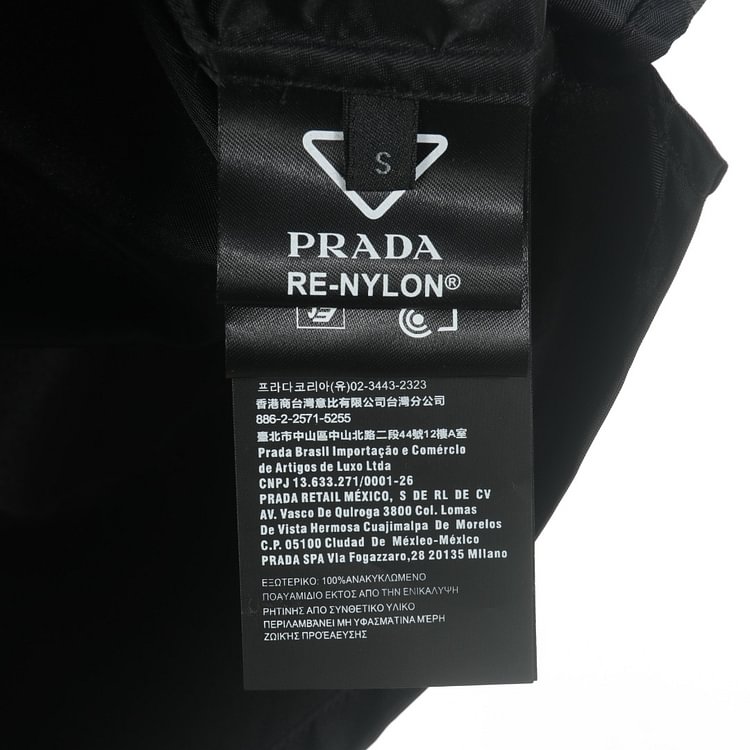 S
PRADA
RE-NYLON®
프라다코리아(유)02-3443-2323
香港商台灣意比有限公司台灣分公司
886-2-2571-5255
臺北市中山區中山北路二段44號12樓A室
Prada Brasil Importação e Comércio
de Artigos de Luxo Ltda
CNPJ 13.633.271/0001-26
PRADA RETAIL MÉXICO, S DE RL DE CV
AV. Vasco De Quiroga 3800 Col. Lomas
De Vista Hermosa Cuajimalpa De Morelos
C.P. 05100 Ciudad De Méxieo-México
PRADA SPA Via Fogazzaro,28 20135 Milano
ΕΞΩΤΕΡΙΚΟ: 100%ΑΝΑΚΥΚΛΩΜΕΝΟ
ΠΟΛΥΑΜΙΔΙΟ ΕΚΤΟΣ ΑΠΟ ΤΗΝ ΕΠΙΚΑΛΥΨΗ
ΡΗΤΙΝΗΣ ΑΠΟ ΣΥΝΘΕΤΙΚΟ ΥΛΙΚΟ
ΠΕΡΙΛΑΜΒΑΝΕΙ ΜΗ ΥΦΑΣΜΑΤΙΝΑ ΜΕΡΗ
ΖΩΙΚΗΣ ΠΡΟΕΛΕΥΣΗΣ